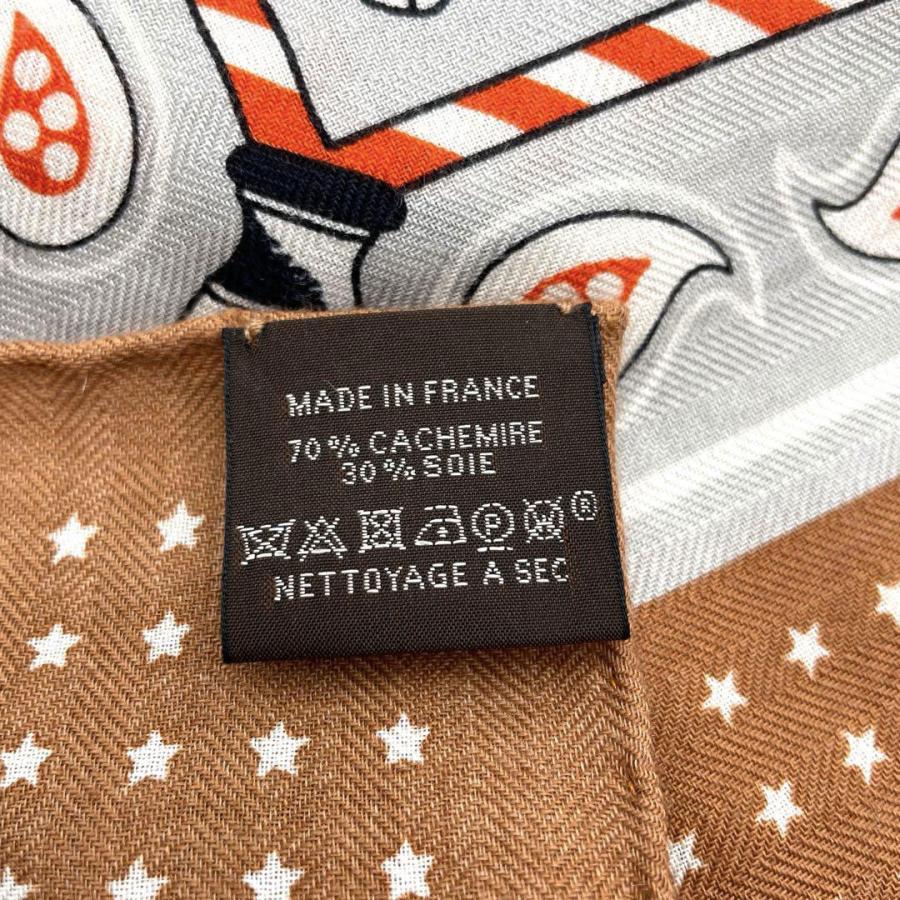 MADE IN FRANCE
70% CACHEMIRE
30% SOIE
P W ®
NETTOYAGE A SEC